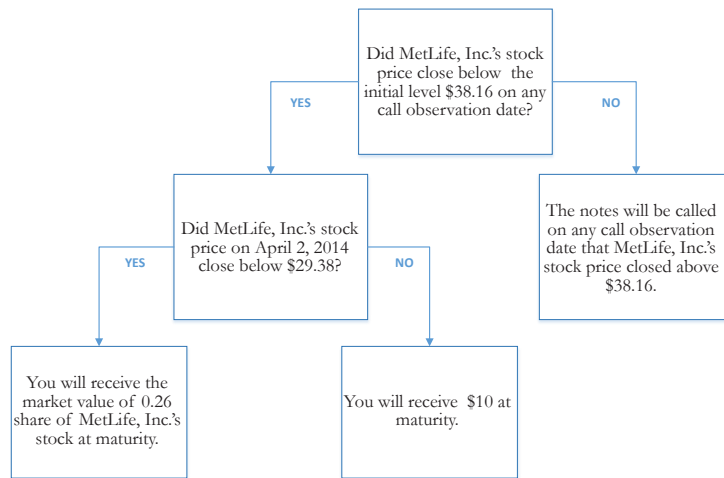 Did MetLife, Inc.'s stock
price close below the
initial level $38.16 on any
call observation date?
YES
NO
Did MetLife, Inc.'s stock
price on April 2, 2014
close below $29.38?
The notes will be called
on any call observation
date that MetLife, Inc.'s
stock price closed above
$38.16.
YES
NO
You will receive the
market value of 0.26
share of MetLife, Inc.'s
stock at maturity.
You will receive $10 at
maturity.